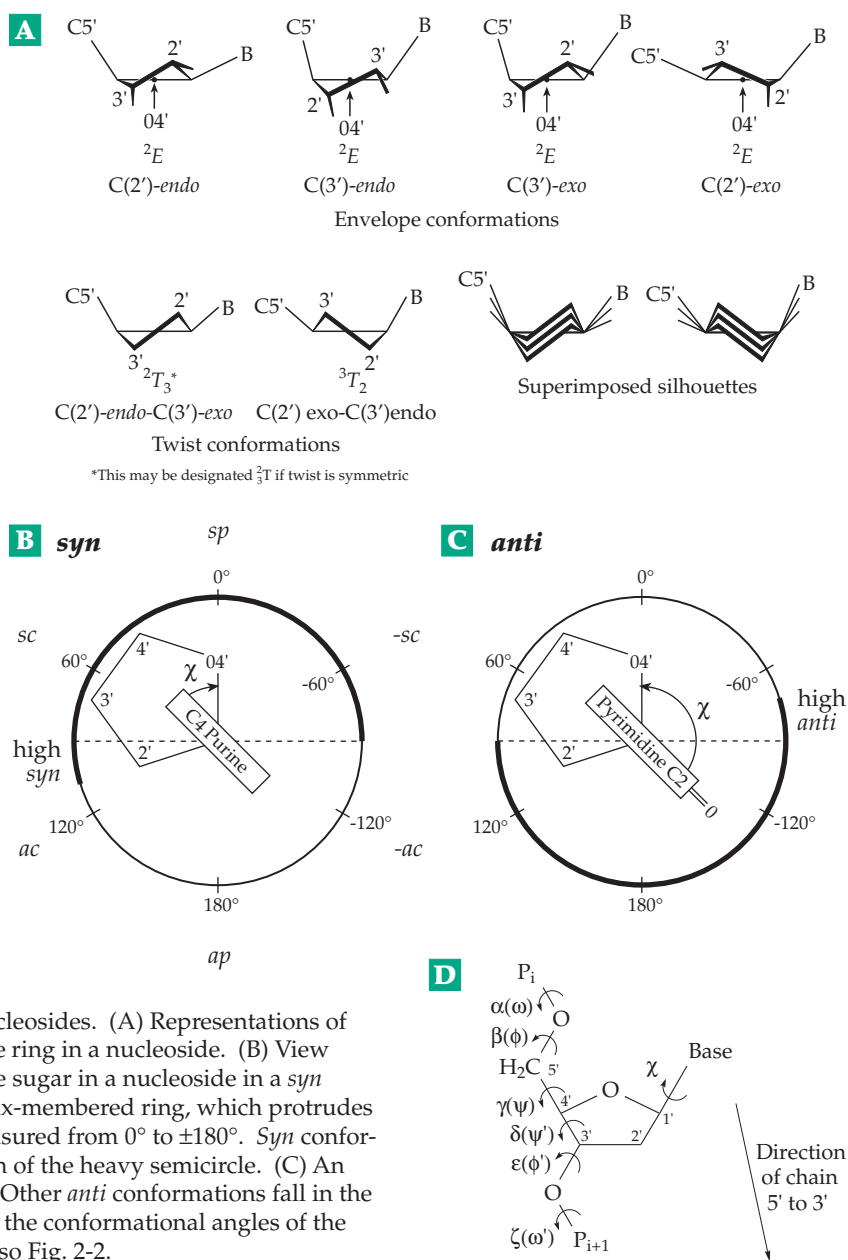 A
C5' 2' B 3' 04'
C5' 3' B 2' 04'
C5' 2' B 3' 04'
C5' 3' B 2' 04'
²E ²E ²E ²E
C(2’)-endo C(3’)-endo C(3’)-exo C(2’)-exo
Envelope conformations
C5' 2' B 3'
C5' 3' B 2'
C5' B C5' B
²T₃* ³T₂
Superimposed silhouettes
C(2’)-endo-C(3’)-exo C(2’) exo-C(3’)endo
Twist conformations
*This may be designated ²₃T if twist is symmetric
B syn
sp
0°
sc
-sc
60°
-60°
4'
04'
χ
3'
C4 Purine
2'
high
syn
120°
-120°
ac
-ac
180°
ap
C anti
0°
60°
-60°
4'
04'
χ
3'
Pyrimidine C2
0
2'
high
anti
120°
-120°
180°
cleosides. (A) Representations of
e ring in a nucleoside. (B) View
e sugar in a nucleoside in a syn
ix-membered ring, which protrudes
sured from 0° to ±180°. Syn confor-
n of the heavy semicircle. (C) An
Other anti conformations fall in the
the conformational angles of the
so Fig. 2-2.
D
Pᵢ
α(ω)
O
β(ϕ)
H₂C 5'
Base
χ
O
γ(ψ) 4'
1'
δ(ψ') 3' 2'
ε(ϕ')
O
ζ(ω') Pᵢ₊₁
Direction
of chain
5' to 3'